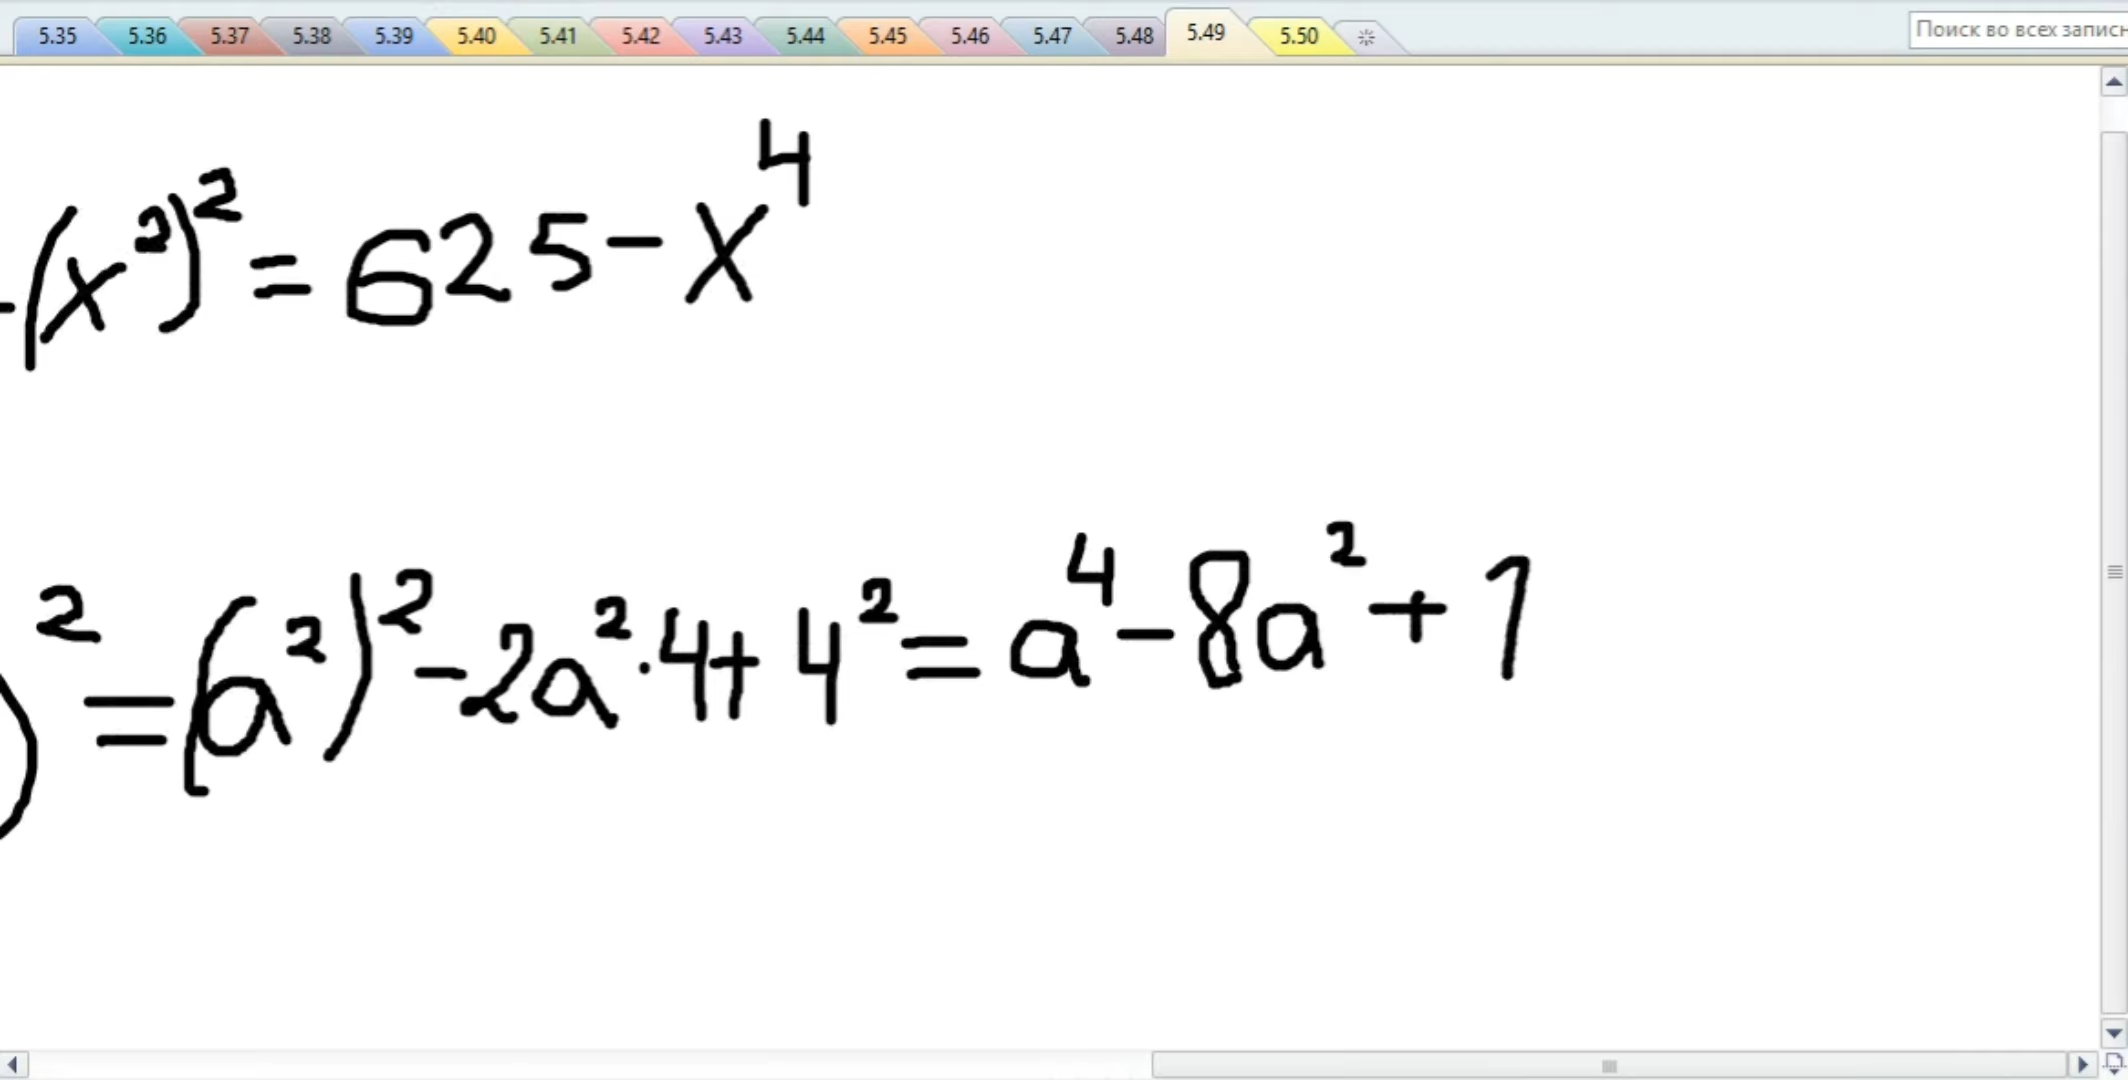 5.35 5.36 5.37 5.38 5.39 5.40 5.41 5.42 5.43 5.44 5.45 5.46 5.47 5.48 5.49 5.50 Поиск во всех запис
-(x²)² = 625 - x⁴
)² = (a²)² - 2a² · 4 + 4² = a⁴ - 8a² + 1